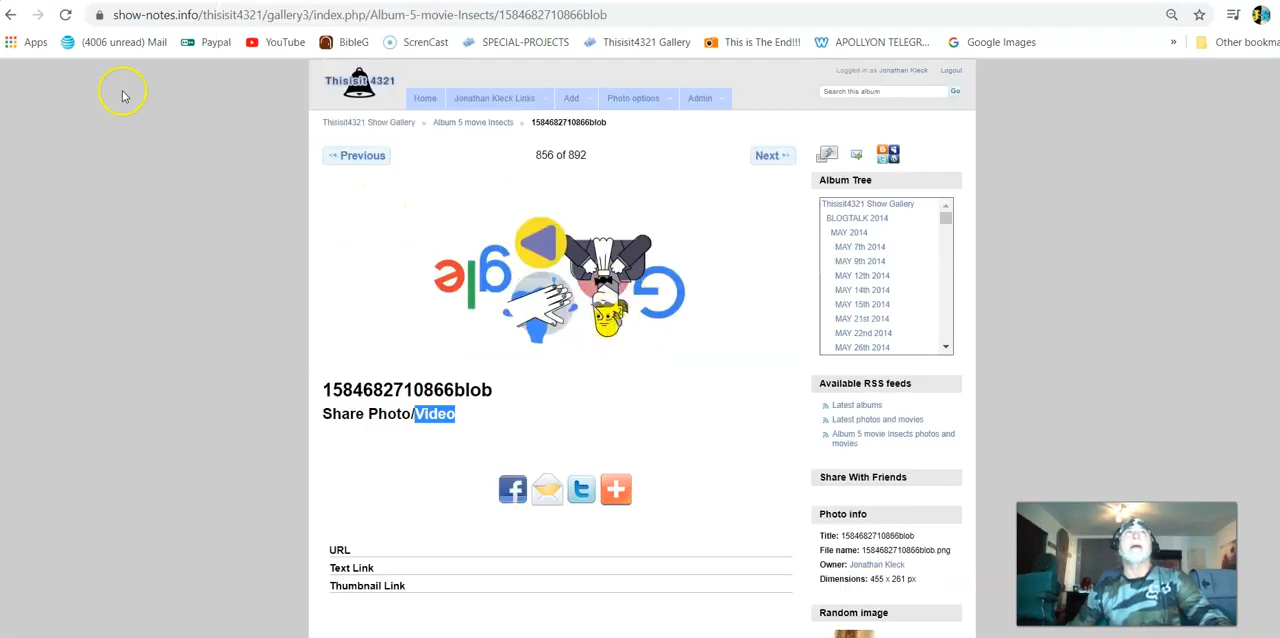 show-notes.info/thisisit4321/gallery3/index.php/Album-5-movie-Insects/1584682710866blob
Apps (4006 unread) Mail Paypal YouTube BibleG ScrenCast SPECIAL-PROJECTS Thisisit4321 Gallery This is The End!!! APOLLYON TELEGR... Google Images » Other bookma
Logged in as Jonathan Kleck Logout
Thisisit 4321
Search this album Go
Home Jonathan Kleck Links Add Photo options Admin
Thisisit4321 Show Gallery » Album 5 movie Insects » 1584682710866blob
Previous 856 of 892 Next
Album Tree
Thisisit4321 Show Gallery
BLOGTALK 2014
MAY 2014
MAY 7th 2014
MAY 9th 2014
MAY 12th 2014
MAY 14th 2014
MAY 15th 2014
MAY 21st 2014
MAY 22nd 2014
MAY 26th 2014
G gle
1584682710866blob
Share Photo/Video
Available RSS feeds
Latest albums
Latest photos and movies
Album 5 movie Insects photos and
movies
Share With Friends
Photo info
Title: 1584682710866blob
File name: 1584682710866blob.png
Owner: Jonathan Kleck
Dimensions: 455 x 261 px
URL
Text Link
Thumbnail Link
Random image